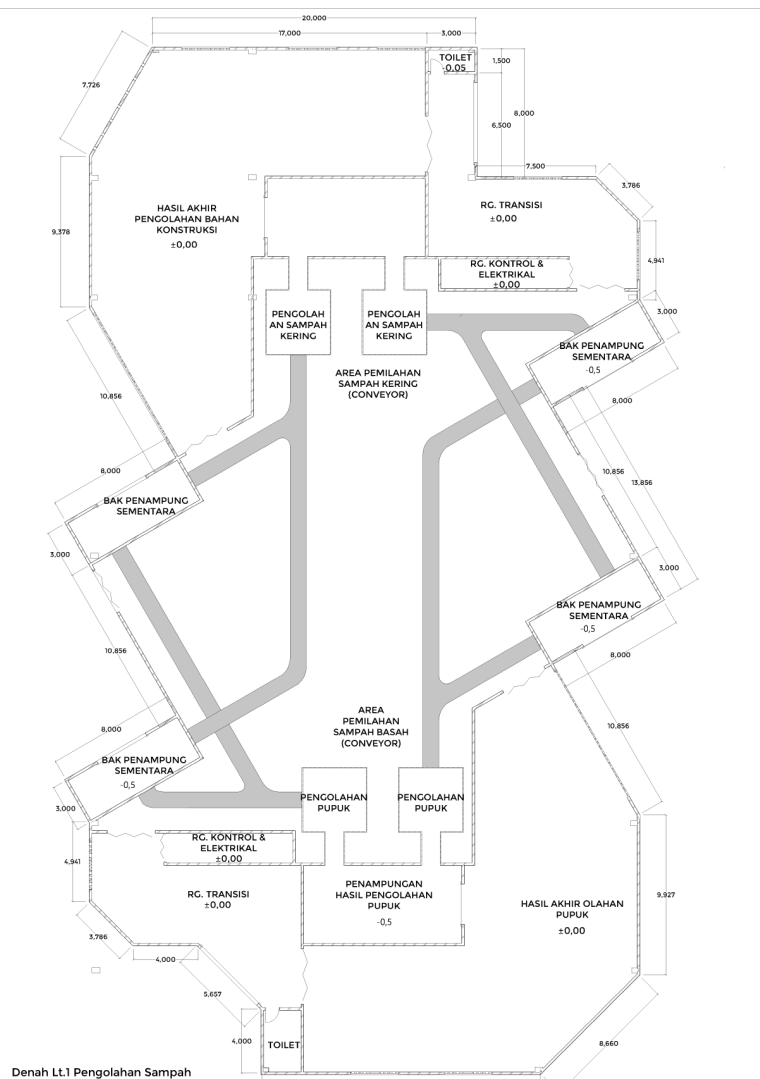 20,000
17,000
3,000
TOILET
-0.05
1,500
7,726
8,000
6,500
7,500
3,786
RG. TRANSISI
±0,00
HASIL AKHIR
PENGOLAHAN BAHAN
KONSTRUKSI
±0,00
9,378
4,941
RG. KONTROL &
ELEKTRIKAL
±0,00
3,000
PENGOLAH
AN SAMPAH
KERING
PENGOLAH
AN SAMPAH
KERING
BAK PENAMPUNG
SEMENTARA
-0,5
AREA PEMILAHAN
SAMPAH KERING
(CONVEYOR)
10,856
8,000
8,000
10,856
13,856
BAK PENAMPUNG
SEMENTARA
3,000
3,000
BAK PENAMPUNG
SEMENTARA
-0,5
10,856
8,000
AREA
PEMILAHAN
SAMPAH BASAH
(CONVEYOR)
10,856
8,000
BAK PENAMPUNG
SEMENTARA
-0,5
3,000
PENGOLAHAN
PUPUK
PENGOLAHAN
PUPUK
RG. KONTROL &
ELEKTRIKAL
±0,00
4,941
RG. TRANSISI
±0,00
PENAMPUNGAN
HASIL PENGOLAHAN
PUPUK
-0,5
HASIL AKHIR OLAHAN
PUPUK
±0,00
9,927
3,786
4,000
5,657
4,000
TOILET
8,660
Denah Lt.1 Pengolahan Sampah